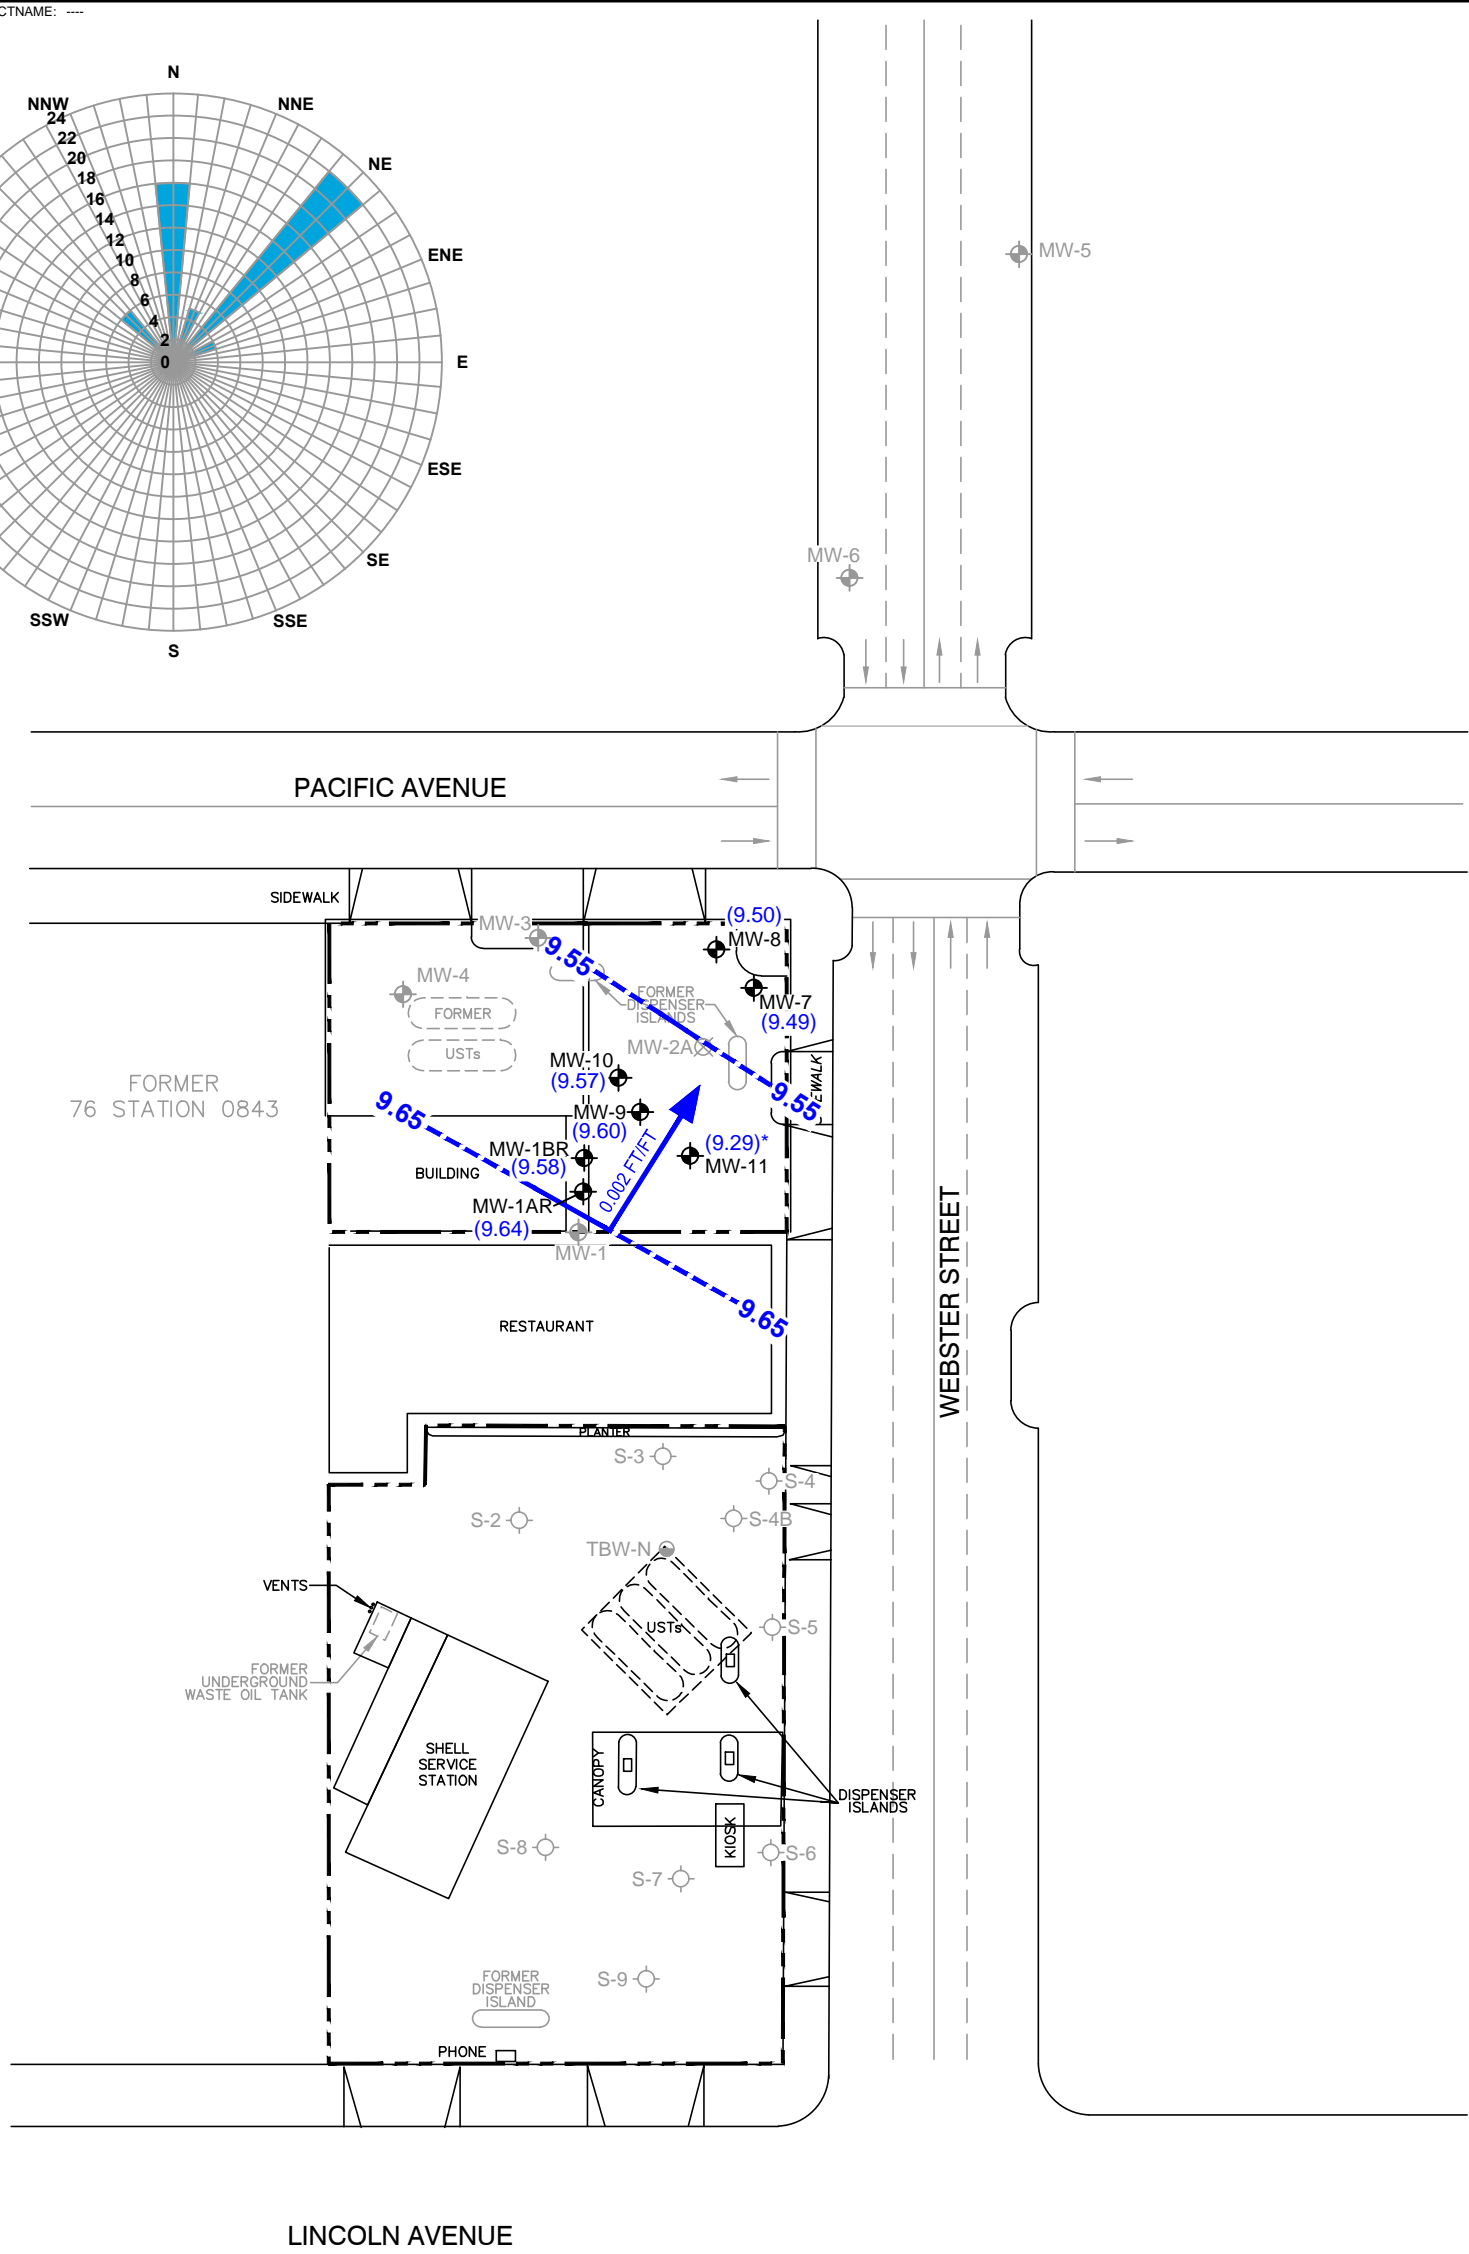 CTNAME: ----
N
NNW
NNE
24
22
20
18
16
14
12
10
8
6
4
2
0
NE
ENE
E
ESE
SE
SSE
S
SSW
MW-5
MW-6
PACIFIC AVENUE
SIDEWALK
MW-3
(9.50)
MW-8
9.55
MW-4
FORMER
USTs
FORMER
DISPENSER
ISLANDS
MW-7
(9.49)
MW-2A
MW-10
(9.57)
EWALK
9.55
FORMER
76 STATION 0843
9.65
MW-9
(9.60)
MW-1BR
(9.58)
BUILDING
0.002 FT/FT
(9.29)*
MW-11
MW-1AR
(9.64)
MW-1
9.65
RESTAURANT
WEBSTER STREET
PLANTER
S-3
S-4
S-2
S-4B
TBW-N
VENTS
USTs
S-5
FORMER
UNDERGROUND
WASTE OIL TANK
SHELL
SERVICE
STATION
CANOPY
DISPENSER
ISLANDS
KIOSK
S-8
S-6
S-7
FORMER
DISPENSER
ISLAND
S-9
PHONE
LINCOLN AVENUE